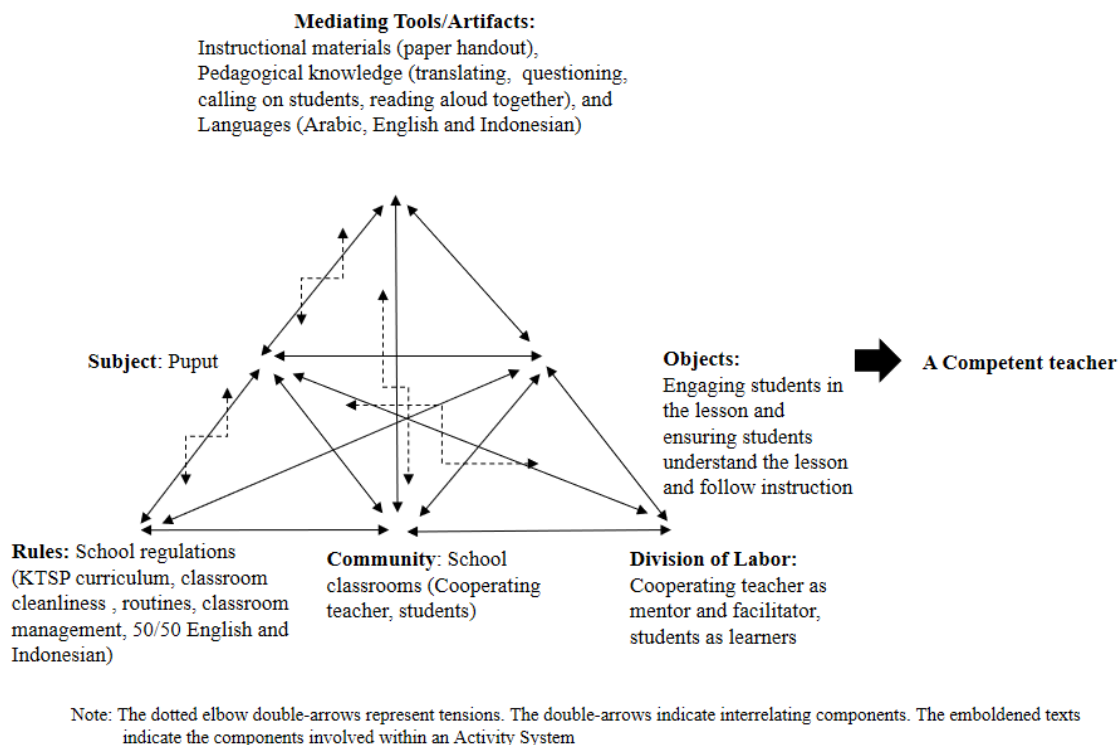 Mediating Tools/Artifacts:
Instructional materials (paper handout),
Pedagogical knowledge (translating, questioning,
calling on students, reading aloud together), and
Languages (Arabic, English and Indonesian)
Subject: Puput
Objects:
Engaging students in
the lesson and
ensuring students
understand the lesson
and follow instruction
A Competent teacher
Rules: School regulations
(KTSP curriculum, classroom
cleanliness , routines, classroom
management, 50/50 English and
Indonesian)
Community: School
classrooms (Cooperating
teacher, students)
Division of Labor:
Cooperating teacher as
mentor and facilitator,
students as learners
Note: The dotted elbow double-arrows represent tensions. The double-arrows indicate interrelating components. The emboldened texts
indicate the components involved within an Activity System